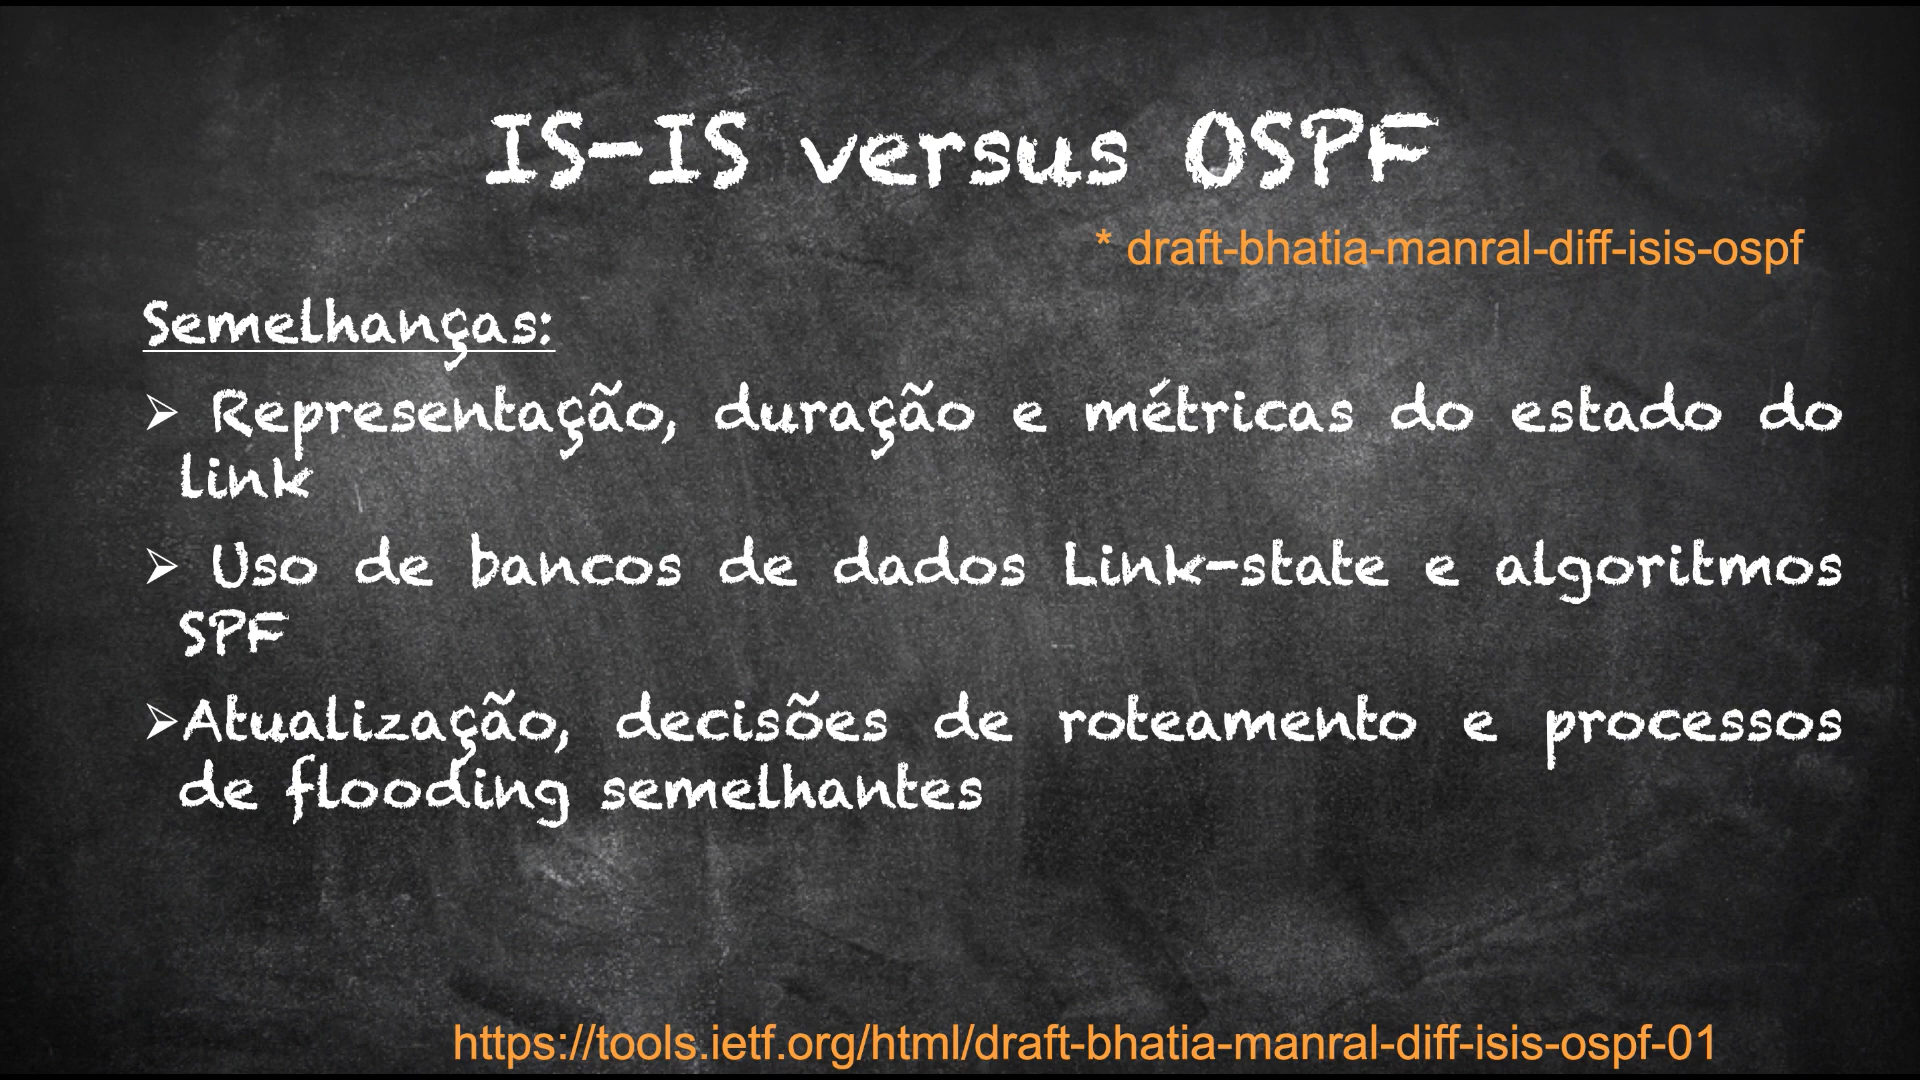 IS-IS versus OSPF
* draft-bhatia-manral-diff-isis-ospf
Semelhanças:
➢ Representação, duração e métricas do estado do
link
➢ Uso de bancos de dados Link-state e algoritmos
SPF
➢Atualização, decisões de roteamento e processos
de flooding semelhantes
https://tools.ietf.org/html/draft-bhatia-manral-diff-isis-ospf-01